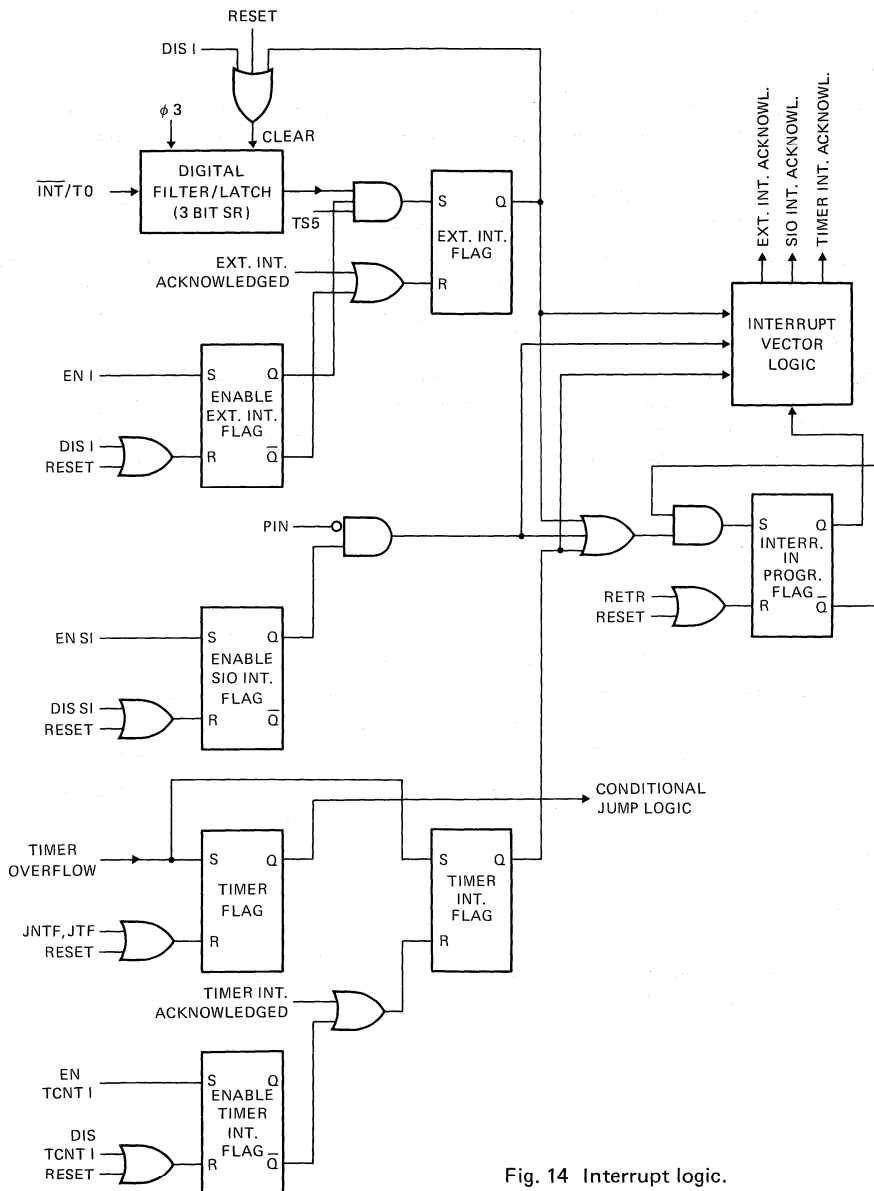 RESET
DIS I
φ 3
CLEAR
I̅N̅T̅/T0
DIGITAL
FILTER/LATCH
(3 BIT SR)
TS5
S Q
EXT. INT.
FLAG
R
EXT. INT.
ACKNOWLEDGED
EXT. INT. ACKNOWL.
SIO INT. ACKNOWL.
TIMER INT. ACKNOWL.
INTERRUPT
VECTOR
LOGIC
EN I
S Q
ENABLE
EXT. INT.
FLAG
R Q̅
DIS I
RESET
PIN
S Q
INTERR.
IN
PROGR.
FLAG
R Q̅
RETR
RESET
EN SI
S Q
ENABLE
SIO INT.
FLAG
R Q̅
DIS SI
RESET
CONDITIONAL
JUMP LOGIC
TIMER
OVERFLOW
S Q
TIMER
FLAG
R
JNTF, JTF
RESET
S Q
TIMER
INT.
FLAG
R
TIMER INT.
ACKNOWLEDGED
EN
TCNT I
S Q
ENABLE
TIMER
INT.
FLAG
R Q̅
DIS
TCNT I
RESET
Fig. 14 Interrupt logic.